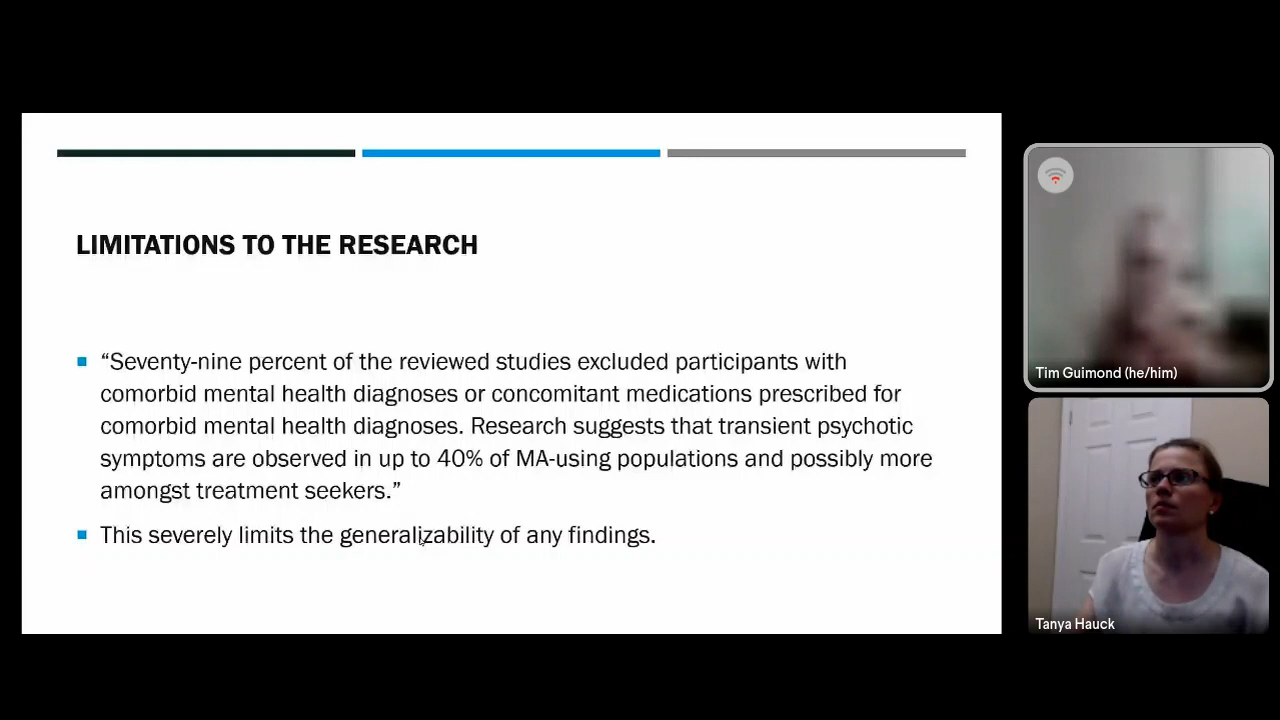 LIMITATIONS TO THE RESEARCH
“Seventy-nine percent of the reviewed studies excluded participants with
comorbid mental health diagnoses or concomitant medications prescribed for
comorbid mental health diagnoses. Research suggests that transient psychotic
symptoms are observed in up to 40% of MA-using populations and possibly more
amongst treatment seekers.”
This severely limits the generalizability of any findings.
Tim Guimond (he/him)
Tanya Hauck